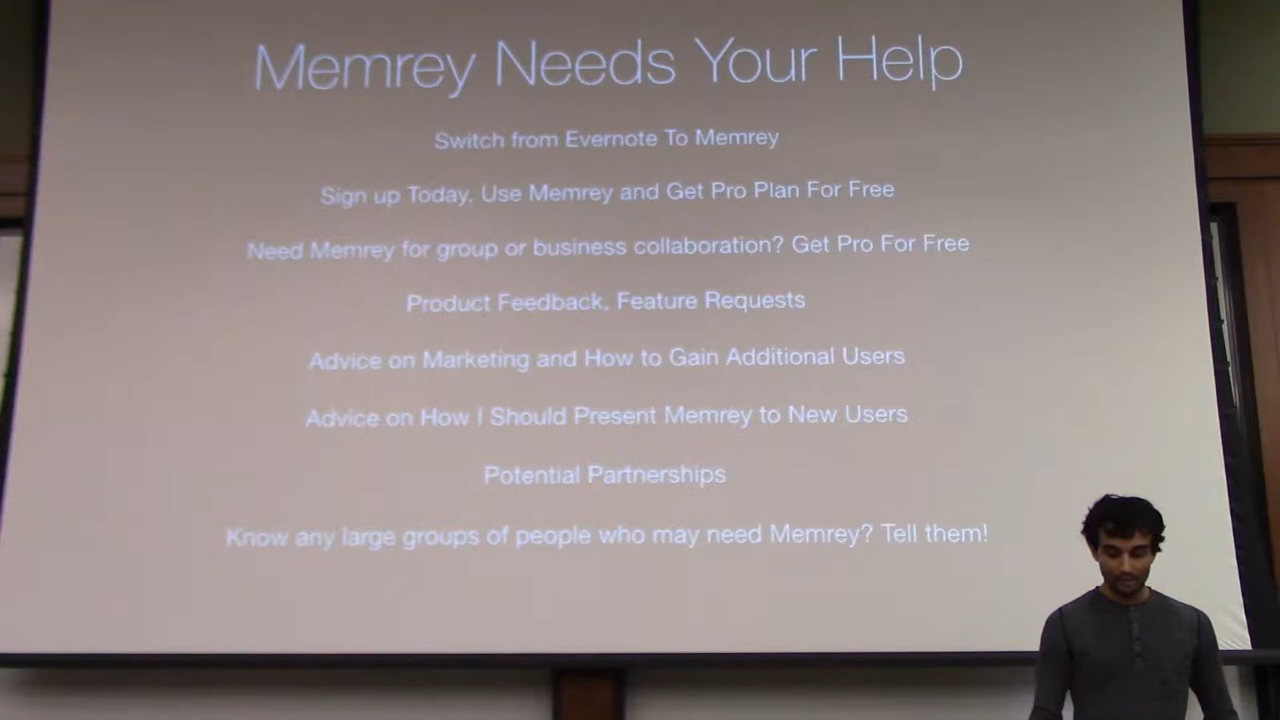 Memrey Needs Your Help
Switch from Evernote To Memrey
Sign up Today. Use Memrey and Get Pro Plan For Free
Need Memrey for group or business collaboration? Get Pro For Free
Product Feedback, Feature Requests
Advice on Marketing and How to Gain Additional Users
Advice on How I Should Present Memrey to New Users
Potential Partnerships
Know any large groups of people who may need Memrey? Tell them!